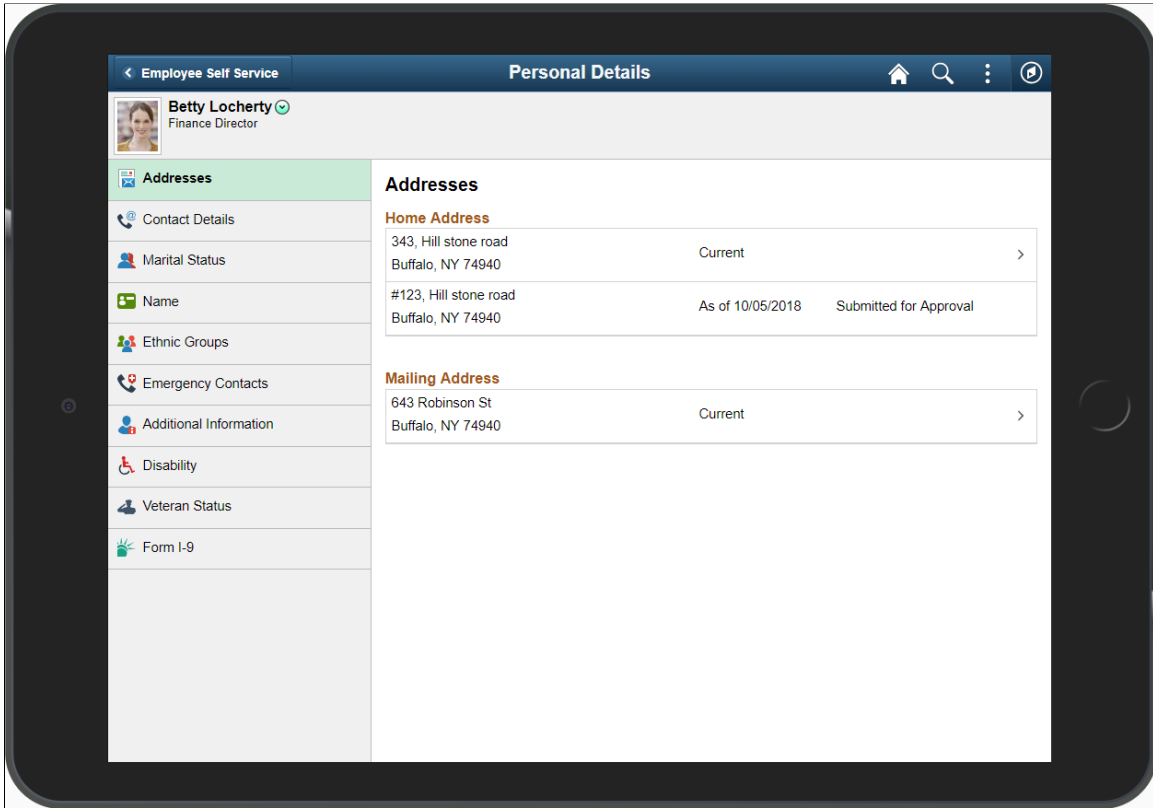 Employee Self Service
Personal Details
Betty Locherty
Finance Director
Addresses
Contact Details
Marital Status
Name
Ethnic Groups
Emergency Contacts
Additional Information
Disability
Veteran Status
Form I-9
Addresses
Home Address
343, Hill stone road
Buffalo, NY 74940
Current
#123, Hill stone road
Buffalo, NY 74940
As of 10/05/2018
Submitted for Approval
Mailing Address
643 Robinson St
Buffalo, NY 74940
Current